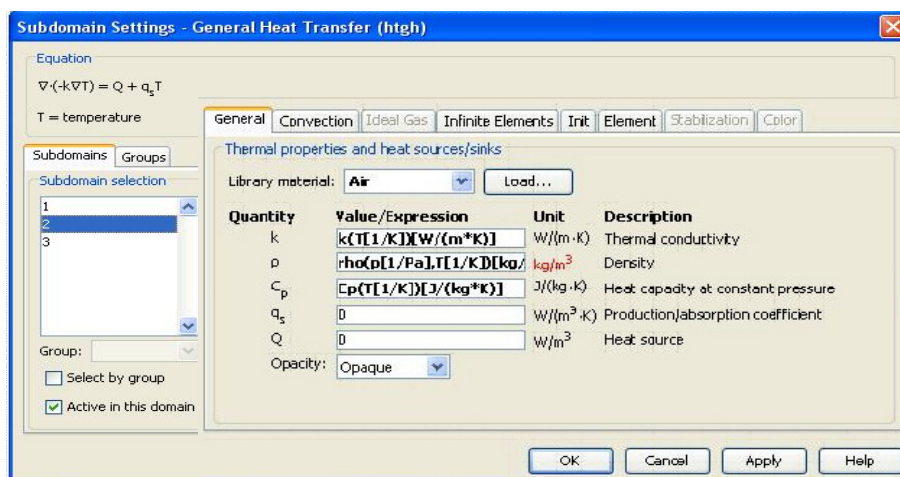 Subdomain Settings - General Heat Transfer (htgh)
Equation
∇·(-k∇T) = Q + qₛT
T = temperature
Subdomains Groups
Subdomain selection
1
2
3
Group:
Select by group
Active in this domain
General Convection Ideal Gas Infinite Elements Init Element Stabilization Color
Thermal properties and heat sources/sinks
Library material: Air Load...
Quantity Value/Expression Unit Description
k k(T[1/K])[W/(m*K)] W/(m·K) Thermal conductivity
ρ rho(p[1/Pa],T[1/K])[kg/ kg/m³ Density
Cₚ Cp(T[1/K])[J/(kg*K)] J/(kg·K) Heat capacity at constant pressure
qₛ 0 W/(m³·K) Production/absorption coefficient
Q 0 W/m³ Heat source
Opacity: Opaque
OK Cancel Apply Help